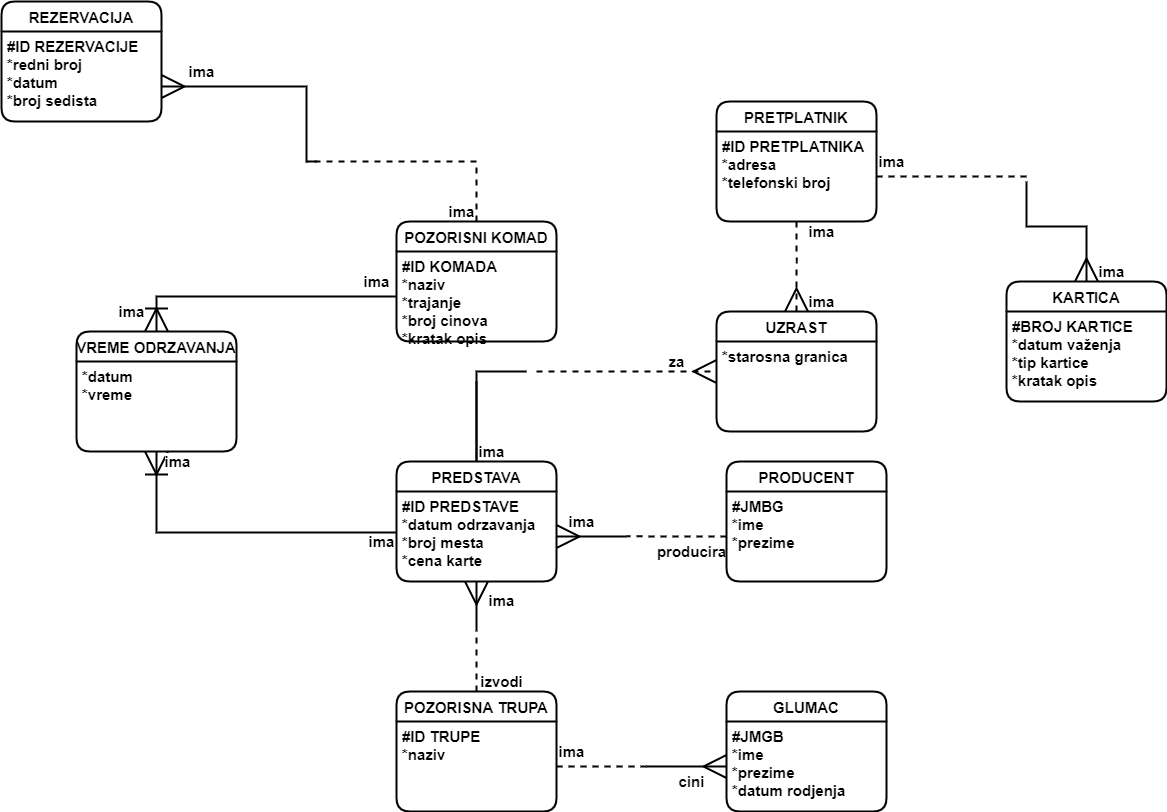 REZERVACIJA
#ID REZERVACIJE
*redni broj
*datum
*broj sedista
ima
ima
POZORISNI KOMAD
#ID KOMADA
*naziv
*trajanje
*broj cinova
*kratak opis
ima
ima
VREME ODRZAVANJA
*datum
*vreme
ima
ima
PRETPLATNIK
#ID PRETPLATNIKA
*adresa
*telefonski broj
ima
ima
ima
ima
KARTICA
#BROJ KARTICE
*datum važenja
*tip kartice
*kratak opis
UZRAST
*starosna granica
za
ima
PREDSTAVA
#ID PREDSTAVE
*datum odrzavanja
*broj mesta
*cena karte
ima
producira
PRODUCENT
#JMBG
*ime
*prezime
ima
izvodi
POZORISNA TRUPA
#ID TRUPE
*naziv
ima
cini
GLUMAC
#JMGB
*ime
*prezime
*datum rodjenja